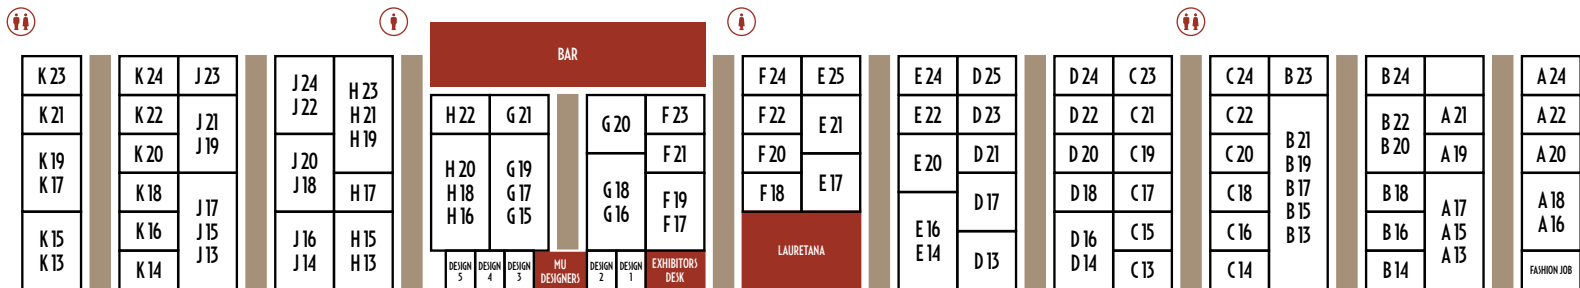 BAR
K 23
K 21
K 19
K 17
K 15
K 13
K 24
K 22
K 20
K 18
K 16
K 14
J 23
J 21
J 19
J 17
J 15
J 13
J 24
J 22
J 20
J 18
J 16
J 14
H 23
H 21
H 19
H 17
H 15
H 13
H 22
H 20
H 18
H 16
G 21
G 19
G 17
G 15
DESIGN
5
DESIGN
4
DESIGN
3
MU
DESIGNERS
G 20
G 18
G 16
DESIGN
2
DESIGN
1
F 23
F 21
F 19
F 17
EXHIBITORS
DESK
F 24
F 22
F 20
F 18
E 25
E 21
E 17
LAURETANA
E 24
E 22
E 20
E 16
E 14
D 25
D 23
D 21
D 17
D 13
D 24
D 22
D 20
D 18
D 16
D 14
C 23
C 21
C 19
C 17
C 15
C 13
C 24
C 22
C 20
C 18
C 16
C 14
B 23
B 21
B 19
B 17
B 15
B 13
B 24
B 22
B 20
B 18
B 16
B 14
A 21
A 19
A 17
A 15
A 13
A 24
A 22
A 20
A 18
A 16
FASHION JOB